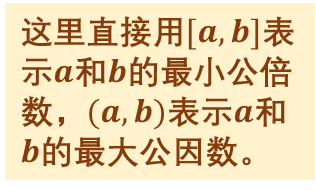 这里直接用[a, b]表
示a和b的最小公倍
数，(a, b)表示a和
b的最大公因数。